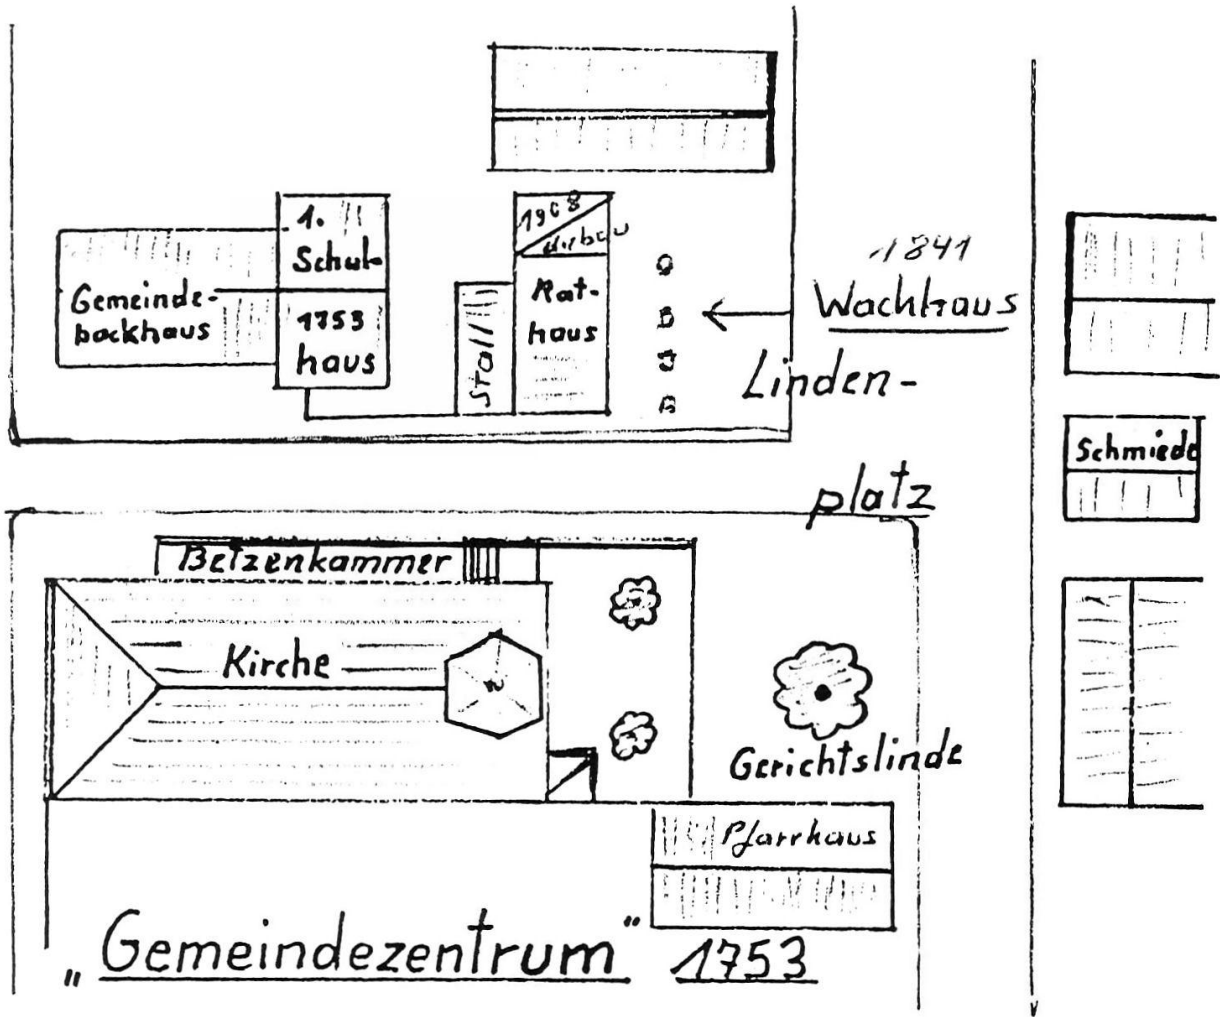 1908
Anbau
1.
Schul-
1753
haus
Gemeinde-
backhaus
Stall
Rat-
haus
1841
Wachhaus
Linden-
platz
Schmiede
Betzenkammer
Kirche
Gerichtslinde
Pfarrhaus
„Gemeindezentrum" 1753